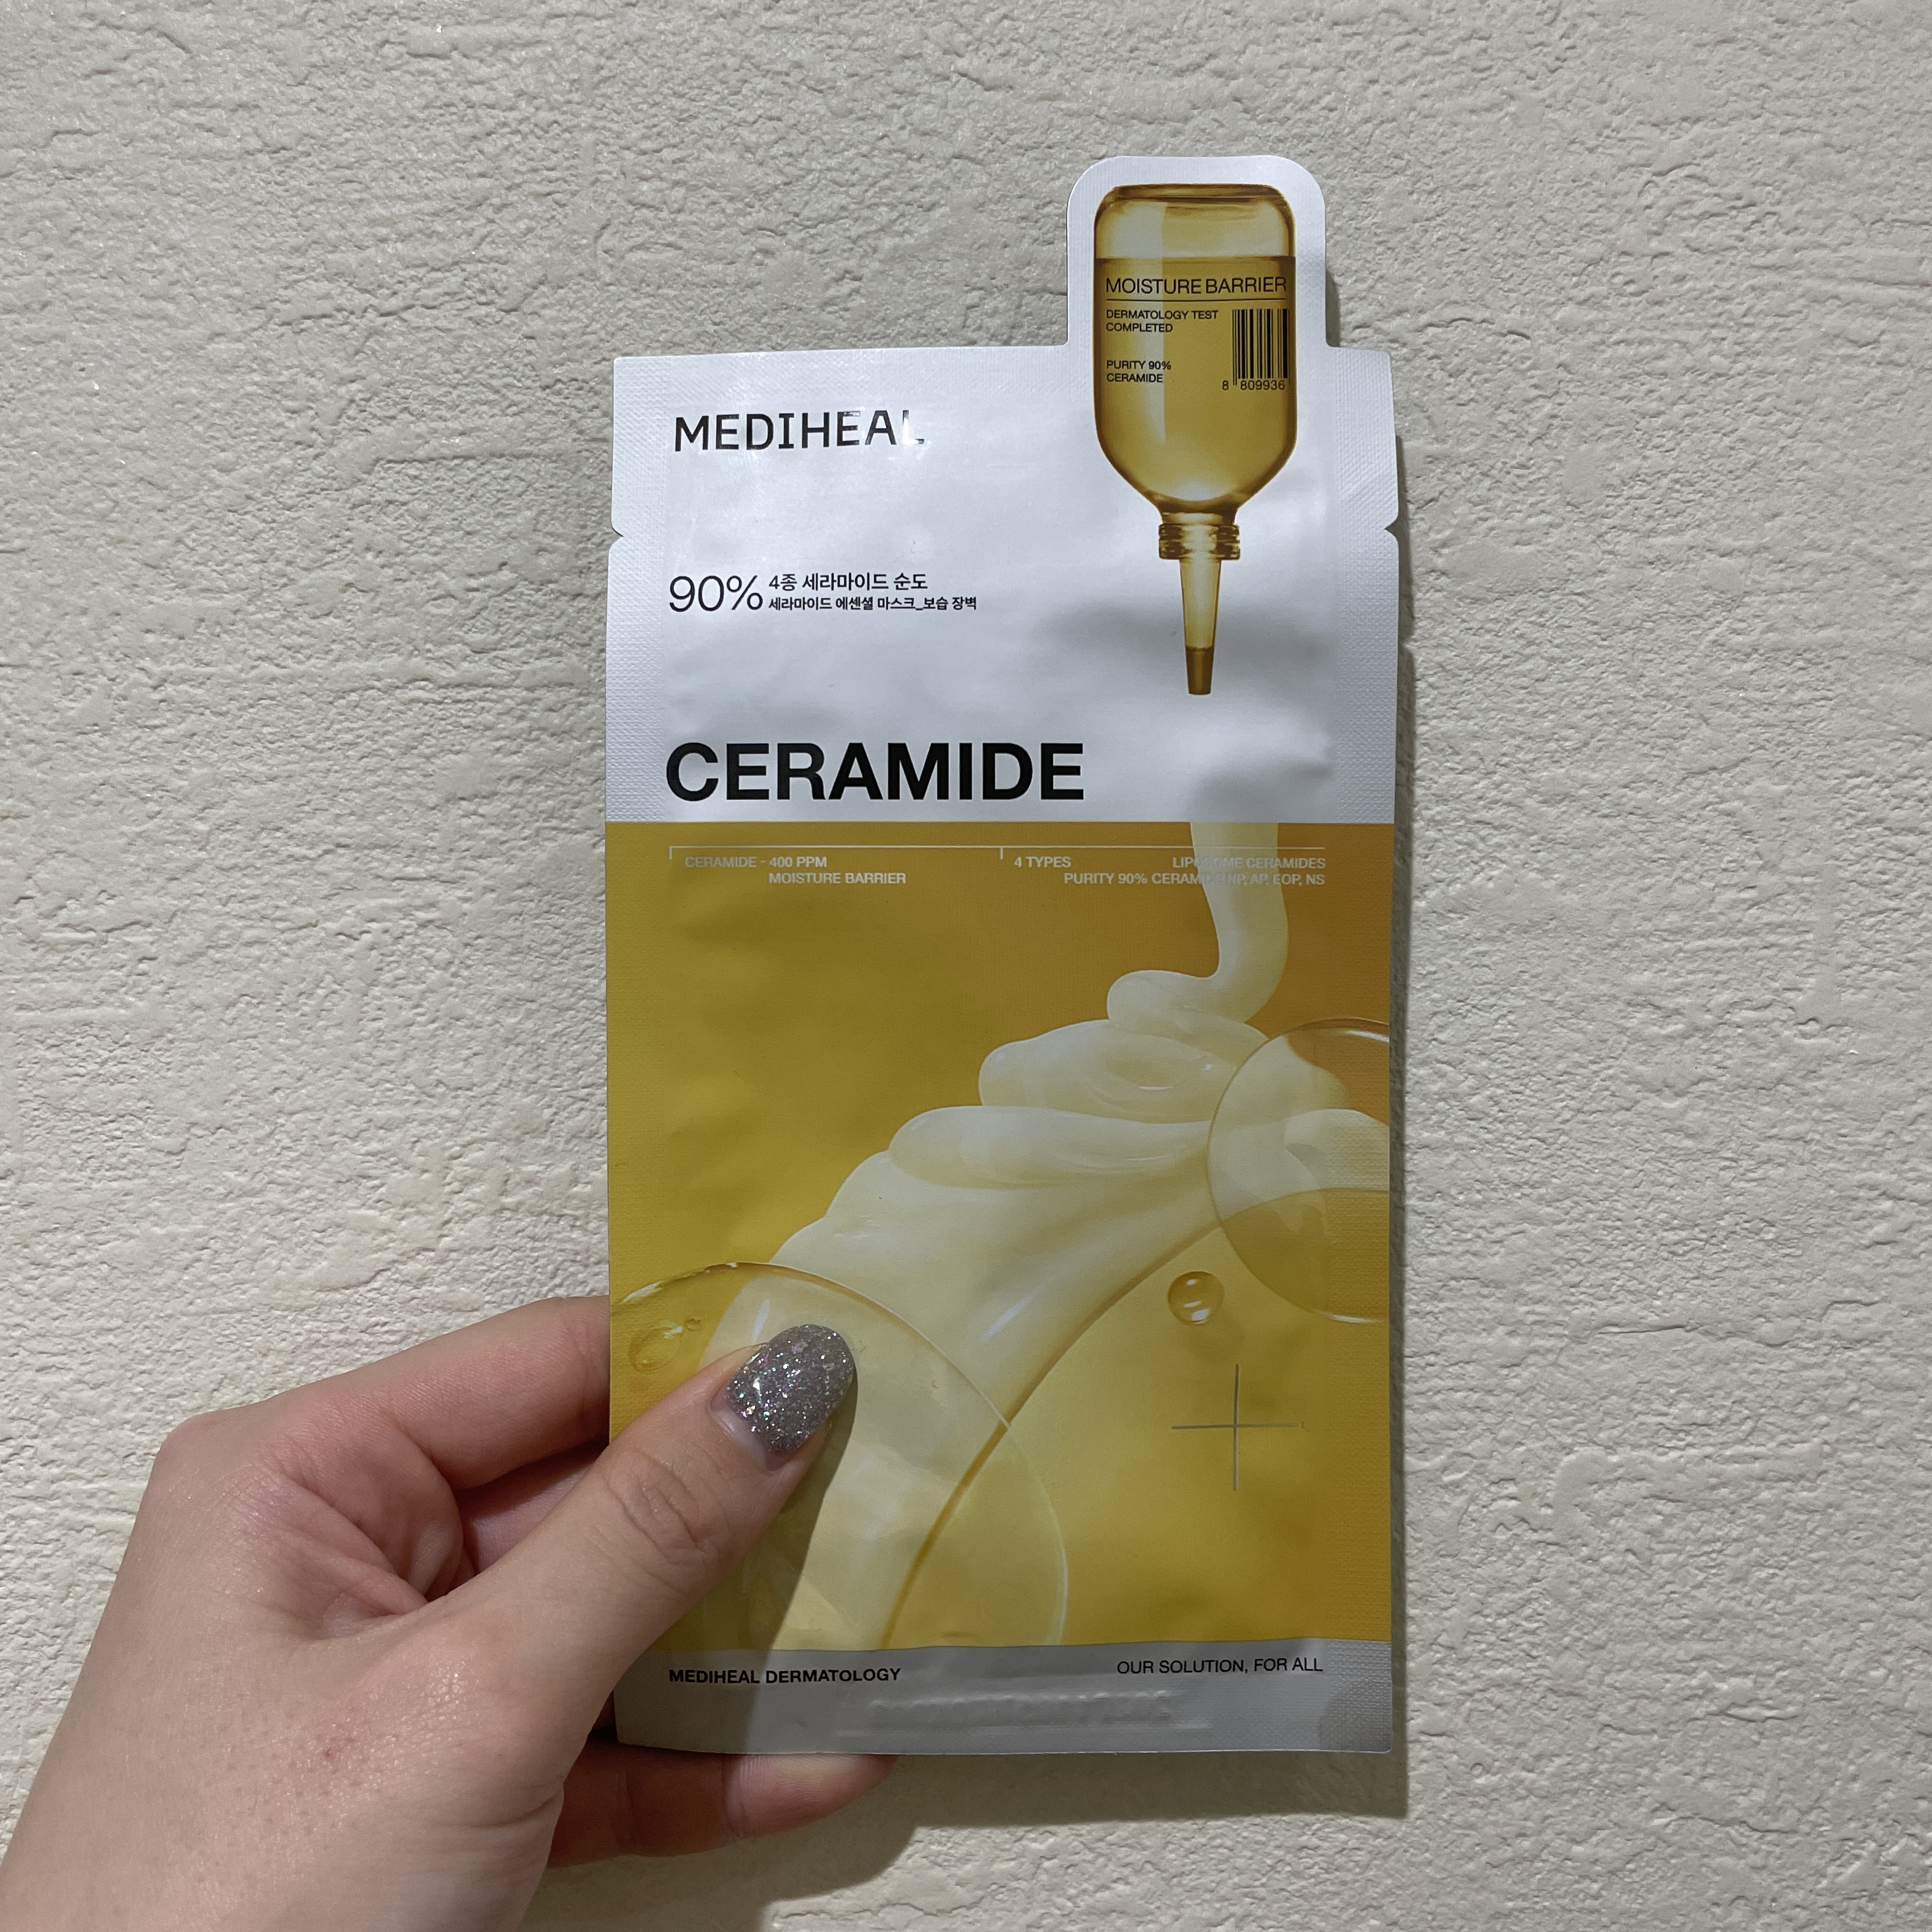 MOISTURE BARRIER
DERMATOLOGY TEST
COMPLETED
PURITY 90%
CERAMIDE
8 809936
MEDIHEAL
90% 4종 세라마이드 순도
세라마이드 에센셜 마스크_보습 장벽
CERAMIDE
CERAMIDE - 400 PPM
MOISTURE BARRIER
4 TYPES LIPOSOME CERAMIDES
PURITY 90% CERAMIDE NP, AP, EOP, NS
MEDIHEAL DERMATOLOGY
OUR SOLUTION, FOR ALL